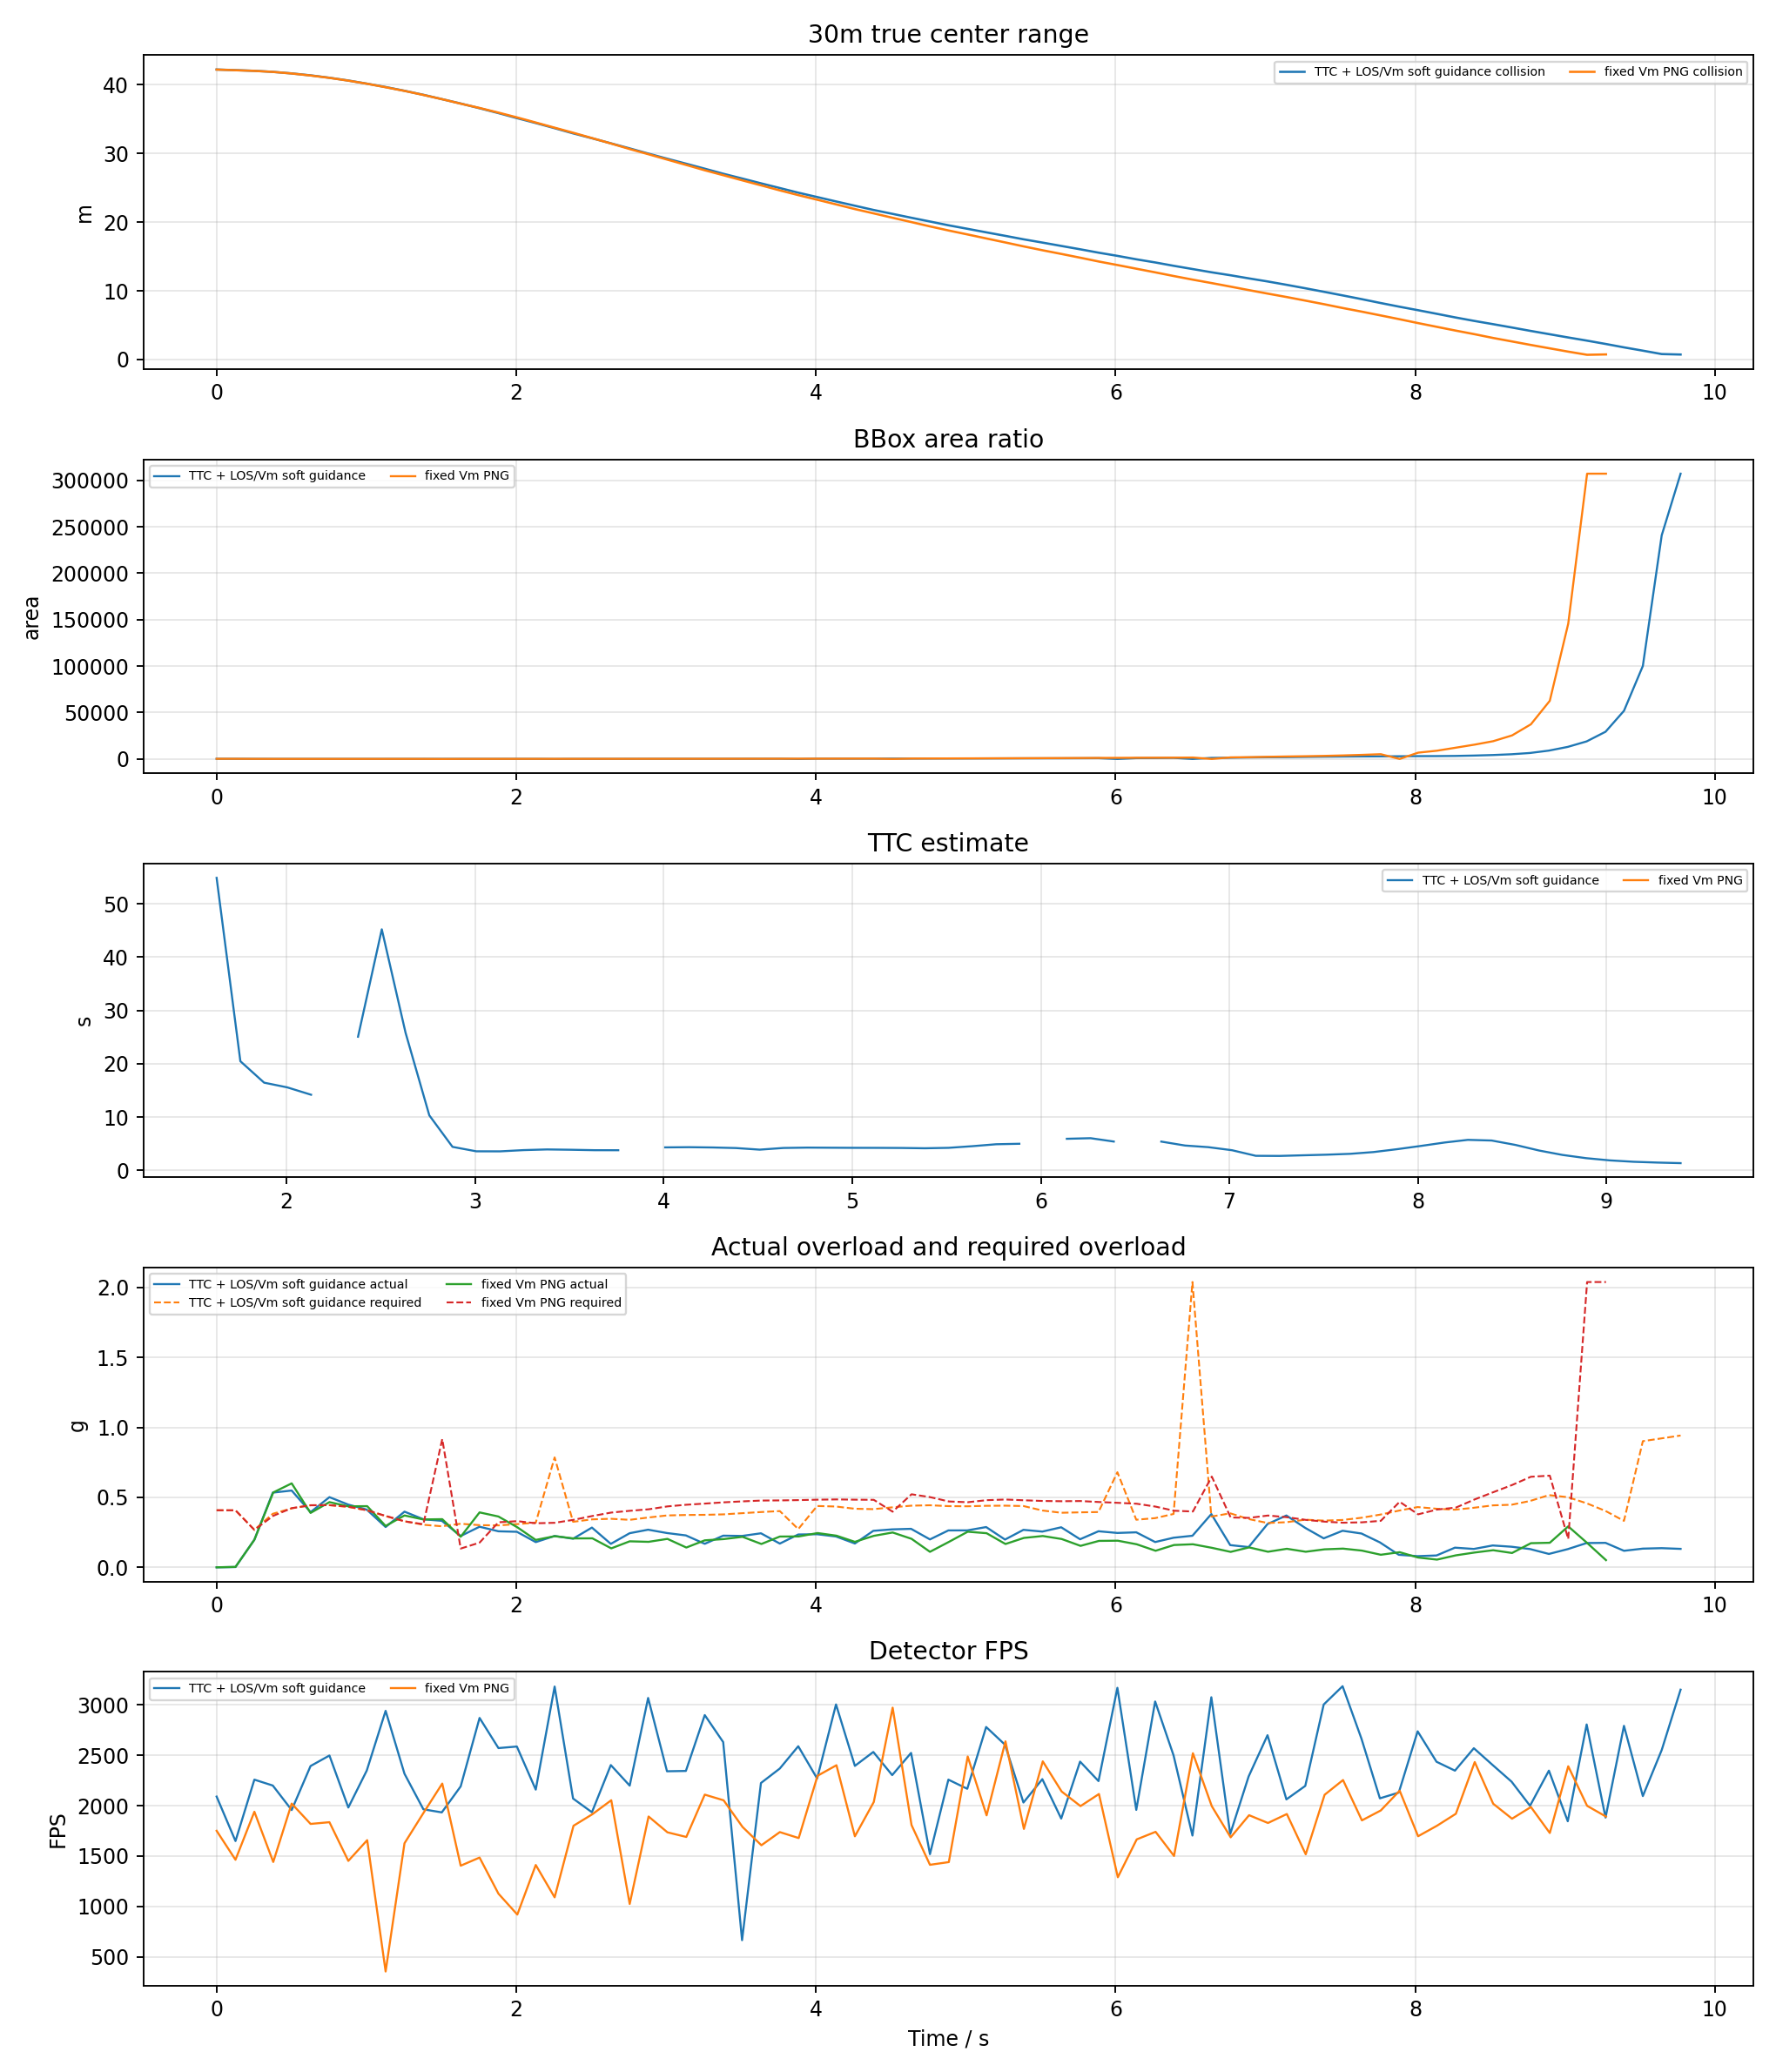 30m true center range
TTC + LOS/Vm soft guidance collision fixed Vm PNG collision
m
40
30
20
10
0
0 2 4 6 8 10
BBox area ratio
TTC + LOS/Vm soft guidance fixed Vm PNG
area
300000
250000
200000
150000
100000
50000
0
0 2 4 6 8 10
TTC estimate
TTC + LOS/Vm soft guidance fixed Vm PNG
s
50
40
30
20
10
0
2 3 4 5 6 7 8 9
Actual overload and required overload
TTC + LOS/Vm soft guidance actual fixed Vm PNG actual
TTC + LOS/Vm soft guidance required fixed Vm PNG required
g
2.0
1.5
1.0
0.5
0.0
0 2 4 6 8 10
Detector FPS
TTC + LOS/Vm soft guidance fixed Vm PNG
FPS
3000
2500
2000
1500
1000
500
0 2 4 6 8 10
Time / s